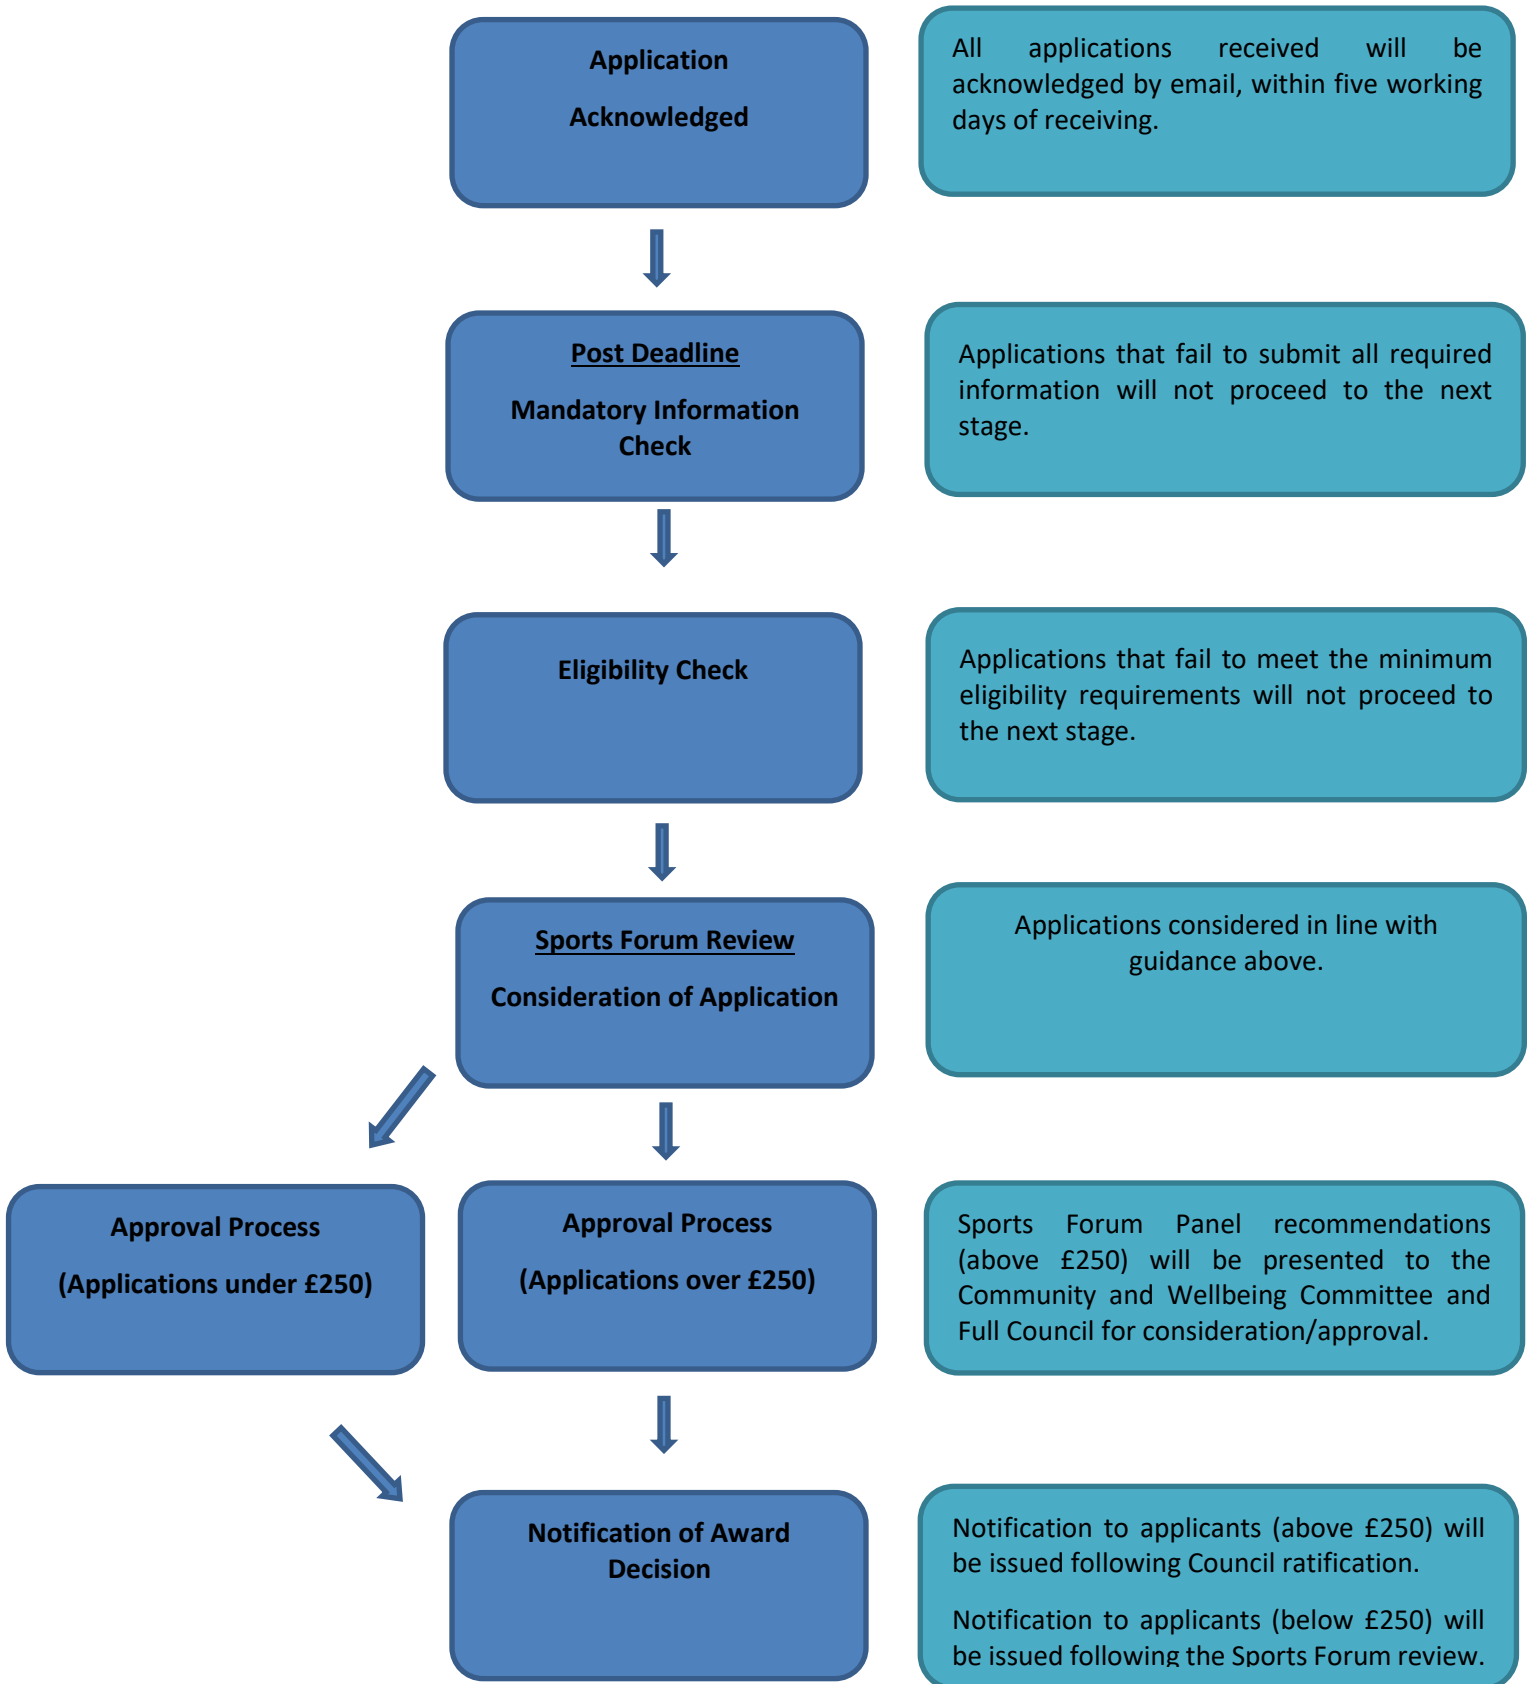 Application
Acknowledged
All applications received will be
acknowledged by email, within five working
days of receiving.
Post Deadline
Mandatory Information
Check
Applications that fail to submit all required
information will not proceed to the next
stage.
Eligibility Check
Applications that fail to meet the minimum
eligibility requirements will not proceed to
the next stage.
Sports Forum Review
Consideration of Application
Applications considered in line with
guidance above.
Approval Process
(Applications under £250)
Approval Process
(Applications over £250)
Sports Forum Panel recommendations
(above £250) will be presented to the
Community and Wellbeing Committee and
Full Council for consideration/approval.
Notification of Award
Decision
Notification to applicants (above £250) will
be issued following Council ratification.
Notification to applicants (below £250) will
be issued following the Sports Forum review.